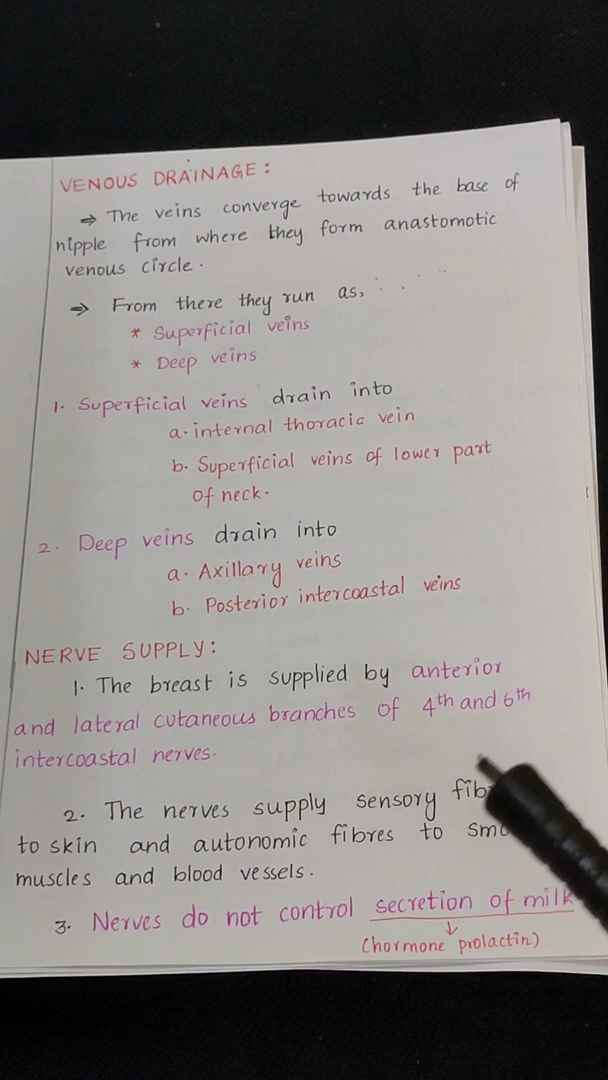 VENOUS DRAINAGE:
⇒ The veins converge towards the base of
nipple from where they form anastomotic
venous circle.
⇒ From there they run as,
* Superficial veins
* Deep veins
1. Superficial veins drain into
a. internal thoracic vein
b. Superficial veins of lower part
of neck.
2. Deep veins drain into
a. Axillary veins
b. Posterior intercoastal veins
NERVE SUPPLY:
1. The breast is supplied by anterior
and lateral cutaneous branches of 4th and 6th
intercoastal nerves.
2. The nerves supply sensory
to skin and autonomic fibres to
muscles and blood vessels.
3. Nerves do not control secretion of milk
↓
(hormone prolactin)